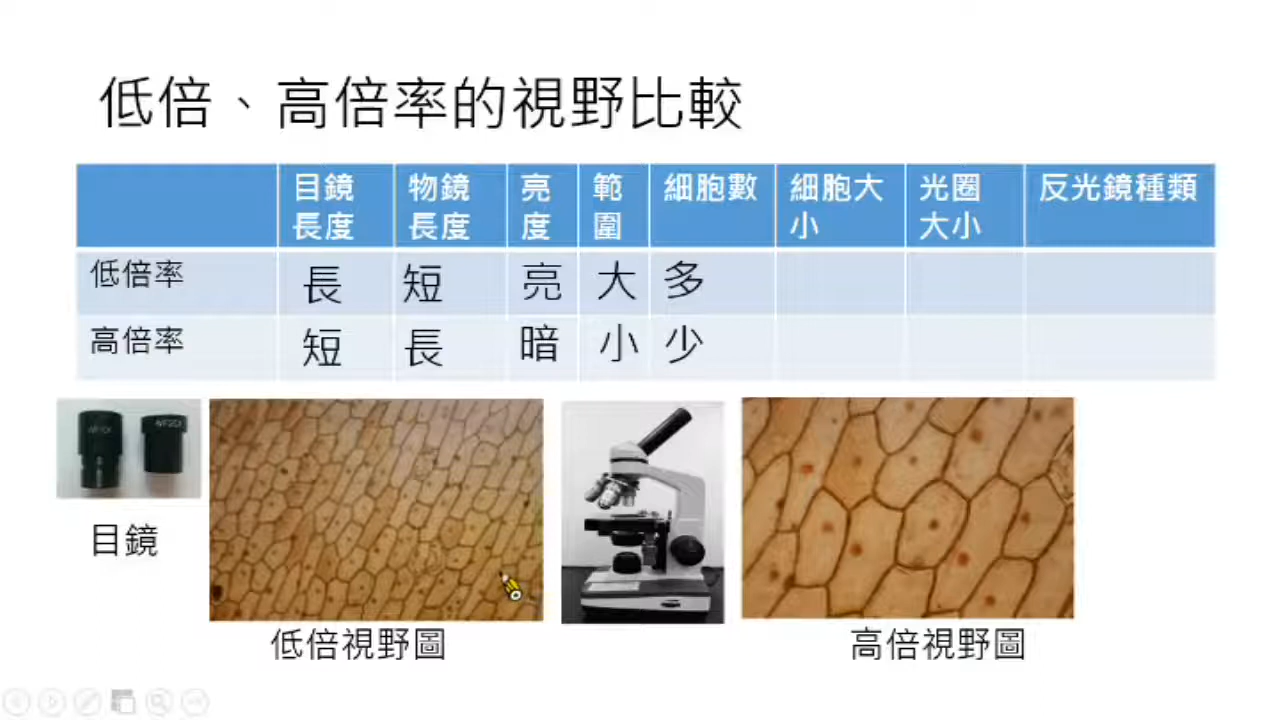 低倍、高倍率的視野比較
目鏡長度 物鏡長度 亮度 範圍 細胞數 細胞大小 光圈大小 反光鏡種類
低倍率 長 短 亮 大 多
高倍率 短 長 暗 小 少
目鏡
低倍視野圖
高倍視野圖